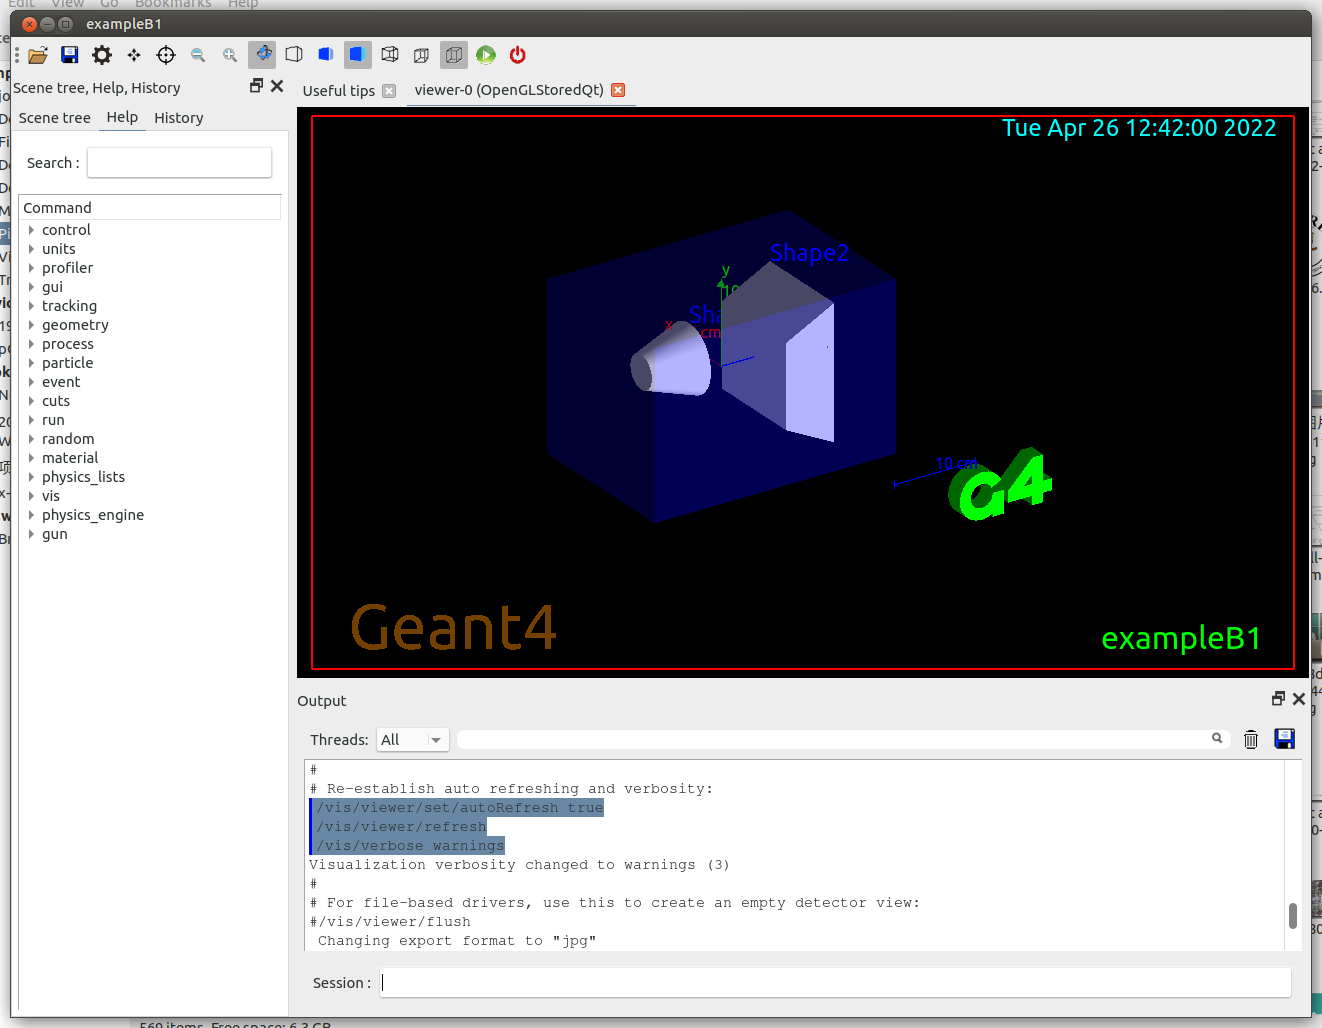 Edit View Go Bookmarks Help
exampleB1
Scene tree, Help, History
Scene tree Help History
Search :
Command
control
units
profiler
gui
tracking
geometry
process
particle
event
cuts
run
random
material
physics_lists
vis
physics_engine
gun
Useful tips
viewer-0 (OpenGLStoredQt)
Tue Apr 26 12:42:00 2022
Shape2
y
10
Sha
x
cm
10 cm
G4
Geant4
exampleB1
Output
Threads: All
#
# Re-establish auto refreshing and verbosity:
/vis/viewer/set/autoRefresh true
/vis/viewer/refresh
/vis/verbose warnings
Visualization verbosity changed to warnings (3)
#
# For file-based drivers, use this to create an empty detector view:
#/vis/viewer/flush
Changing export format to "jpg"
Session :
569 items, Free space: 6.3 GB